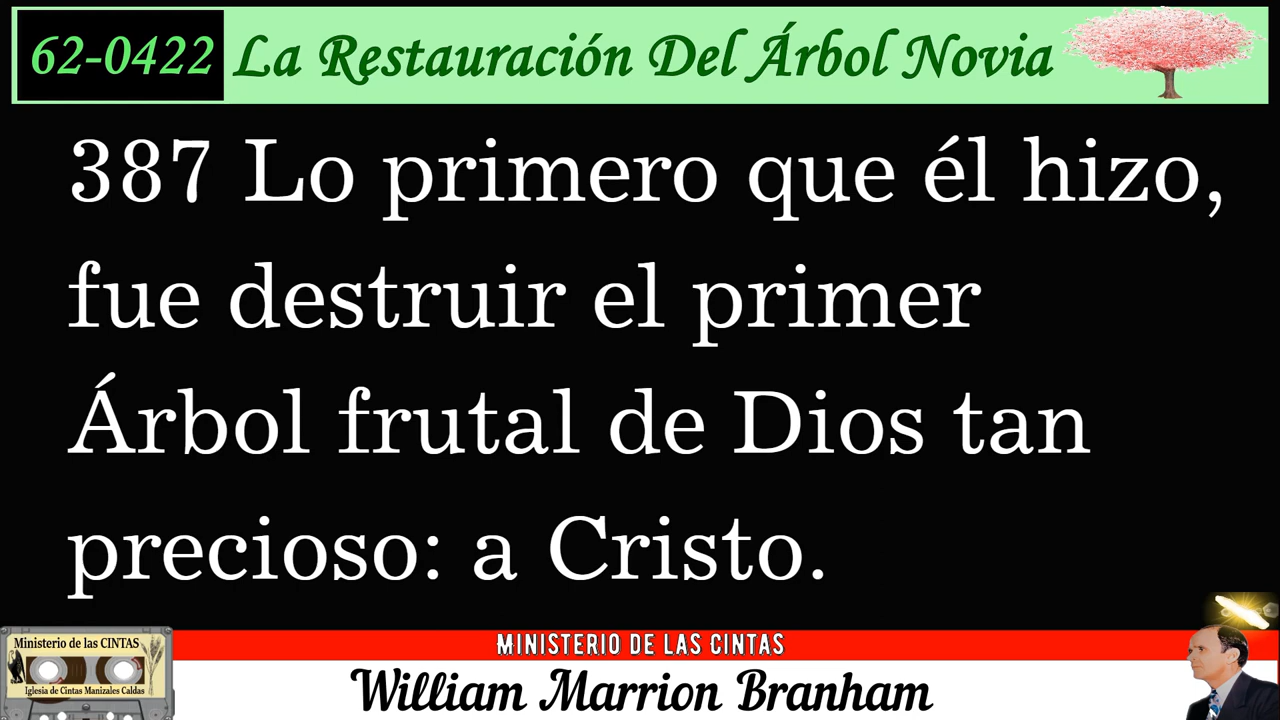 62-0422 La Restauración Del Árbol Novia
387 Lo primero que él hizo,
fue destruir el primer
Árbol frutal de Dios tan
precioso: a Cristo.
MINISTERIO DE LAS CINTAS
Ministerio de las CINTAS
Iglesia de Cintas Manizales Caldas
William Marrion Branham